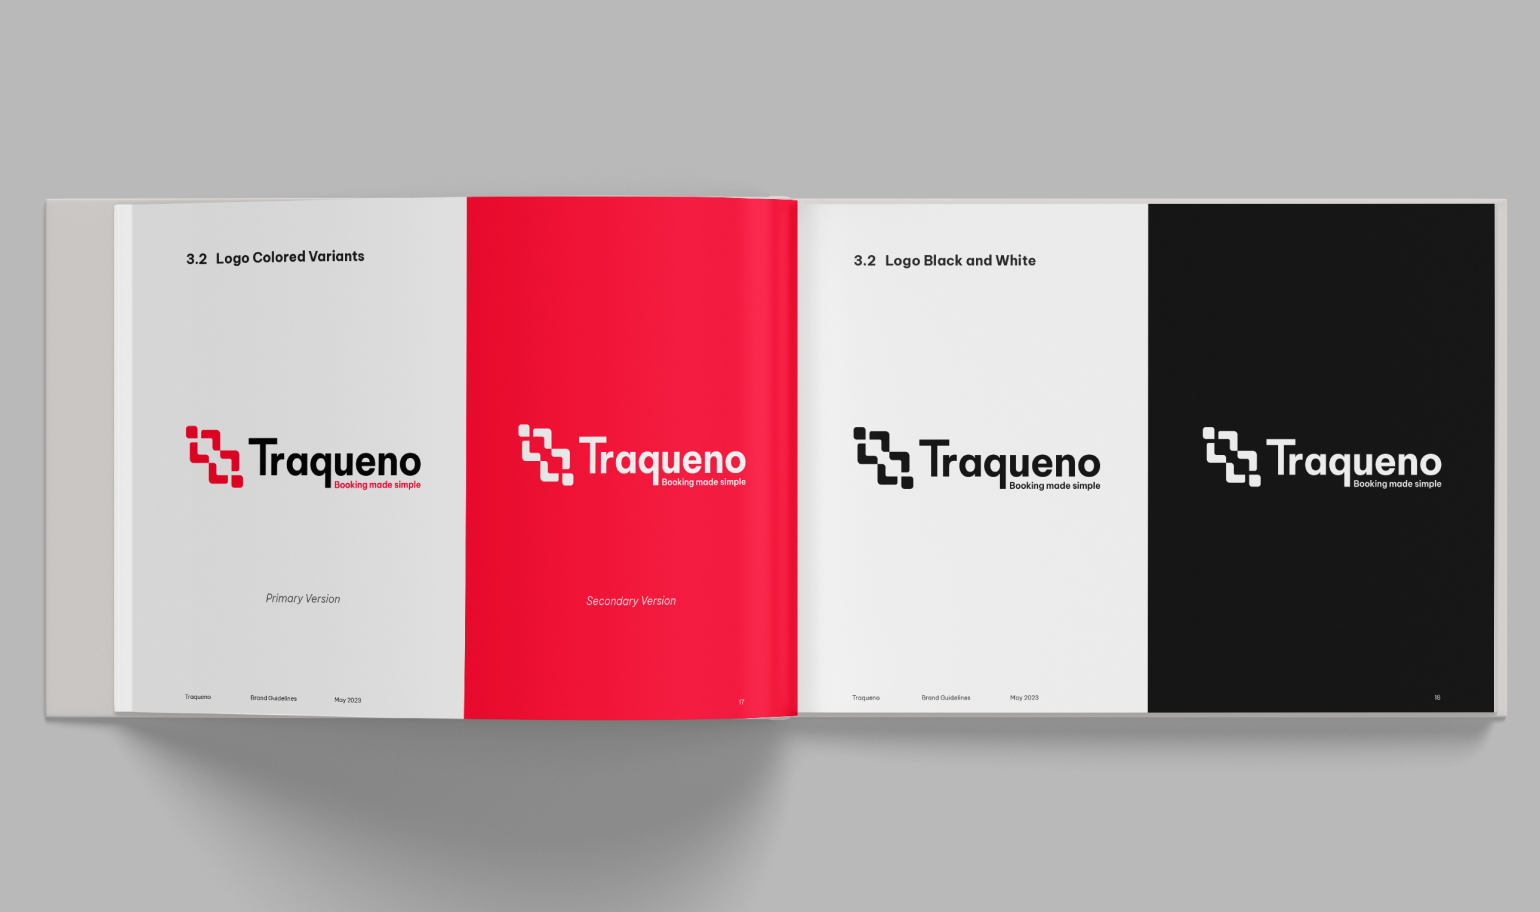 3.2 Logo Colored Variants
Traqueno
Booking made simple
Primary Version
Traqueno
Brand Guidelines
May 2023
Traqueno
Booking made simple
Secondary Version
17
3.2 Logo Black and White
Traqueno
Booking made simple
Traqueno
Brand Guidelines
May 2023
Traqueno
Booking made simple
18